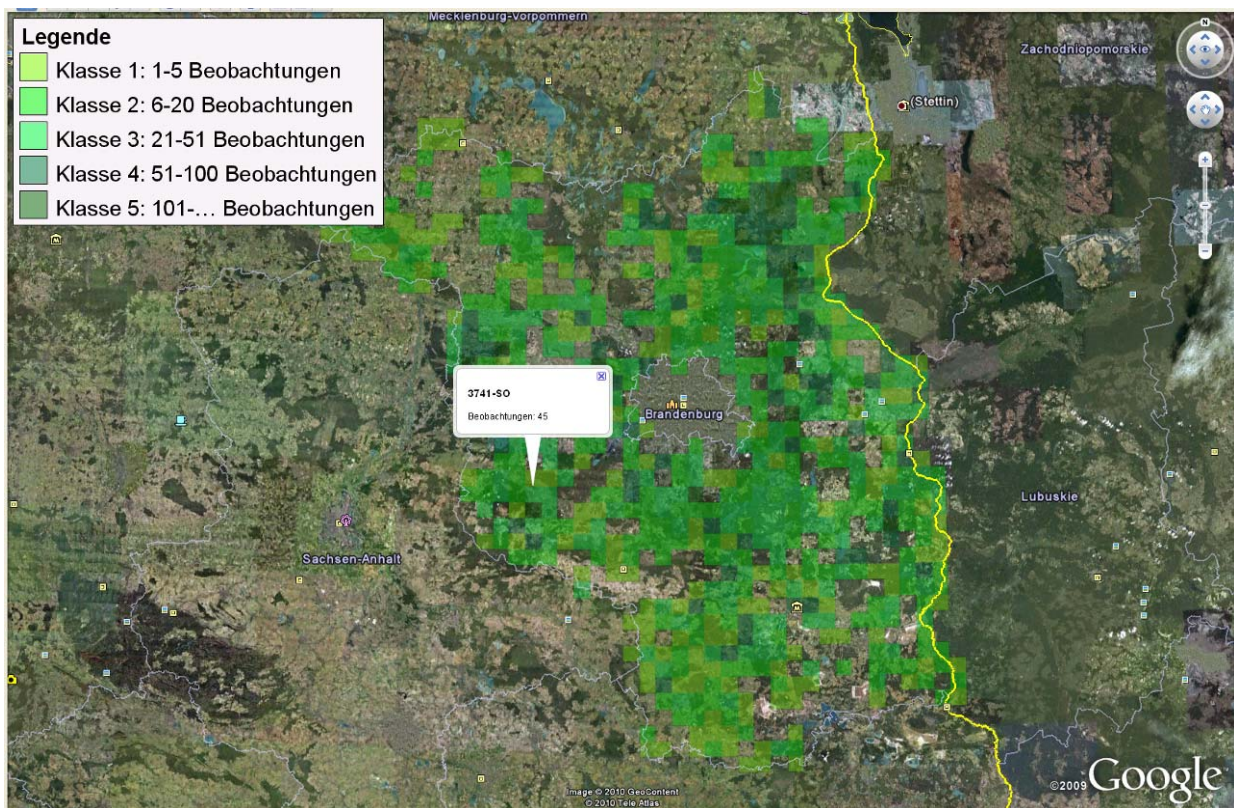 Mecklenburg-Vorpommern
Legende
Klasse 1: 1-5 Beobachtungen
Klasse 2: 6-20 Beobachtungen
Klasse 3: 21-51 Beobachtungen
Klasse 4: 51-100 Beobachtungen
Klasse 5: 101-... Beobachtungen
N
Zachodniopomorskie
(Stettin)
3741-SO
Beobachtungen: 45
Brandenburg
Lubuskie
Sachsen-Anhalt
Image © 2010 GeoContent
© 2010 Tele Atlas
©2009 Google